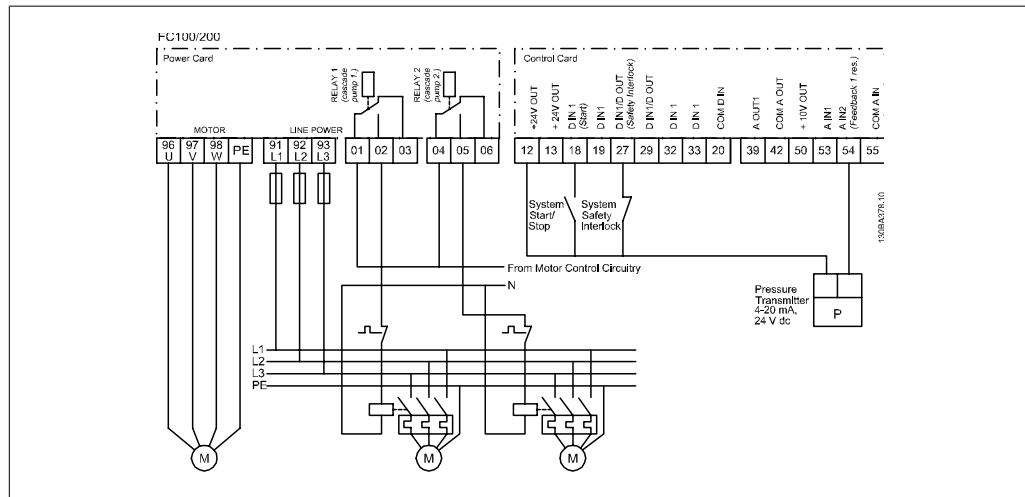 FC100/200
Power Card
Control Card
RELAY 1
(cascade
pump 1.)
RELAY 2
(cascade
pump 2.)
+24V OUT
+ 24V OUT
D IN 1
(Start)
D IN1
D IN1/D OUT
(Safety Interlock)
D IN1/D OUT
D IN 1
D IN 1
COM D IN
A OUT1
COM A OUT
+ 10V OUT
A IN1
A IN2
(Feedback 1 res.)
COM A IN
MOTOR
LINE POWER
96 97 98 PE 91 92 93 01 02 03 04 05 06 12 13 18 19 27 29 32 33 20 39 42 50 53 54 55
U V W L1 L2 L3
System
Start/
Stop
System
Safety
Interlock
130BA378.10
From Motor Control Circuitry
N
Pressure
Transmitter
4-20 mA,
24 V dc
P
L1
L2
L3
PE
M
M
M